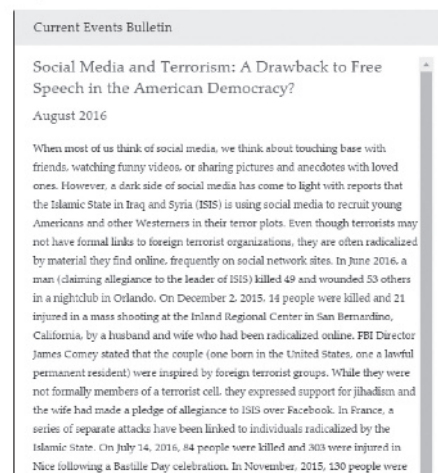 Current Events Bulletin
Social Media and Terrorism: A Drawback to Free
Speech in the American Democracy?
August 2016
When most of us think of social media, we think about touching base with
friends, watching funny videos, or sharing pictures and anecdotes with loved
ones. However, a dark side of social media has come to light with reports that
the Islamic State in Iraq and Syria (ISIS) is using social media to recruit young
Americans and other Westerners in their terror plots. Even though terrorists may
not have formal links to foreign terrorist organizations, they are often radicalized
by material they find online, frequently on social network sites. In June 2016, a
man (claiming allegiance to the leader of ISIS) killed 49 and wounded 53 others
in a nightclub in Orlando. On December 2, 2015, 14 people were killed and 21
injured in a mass shooting at the Inland Regional Center in San Bernardino,
California, by a husband and wife who had been radicalized online. FBI Director
James Comey stated that the couple (one born in the United States, one a lawful
permanent resident) were inspired by foreign terrorist groups. While they were
not formally members of a terrorist cell, they expressed support for jihadism and
the wife had made a pledge of allegiance to ISIS over Facebook. In France, a
series of separate attacks have been linked to individuals radicalized by the
Islamic State. On July 14, 2016, 84 people were killed and 303 were injured in
Nice following a Bastille Day celebration. In November, 2015, 130 people were